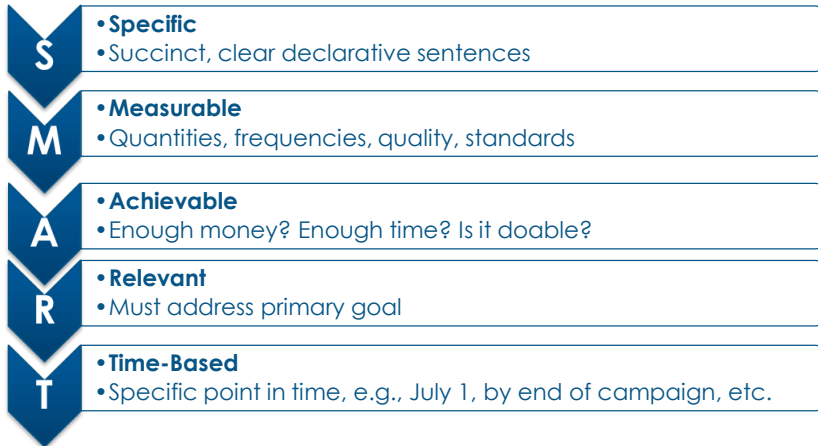 S
•Specific
•Succinct, clear declarative sentences
M
•Measurable
•Quantities, frequencies, quality, standards
A
•Achievable
•Enough money? Enough time? Is it doable?
R
•Relevant
•Must address primary goal
T
•Time-Based
•Specific point in time, e.g., July 1, by end of campaign, etc.